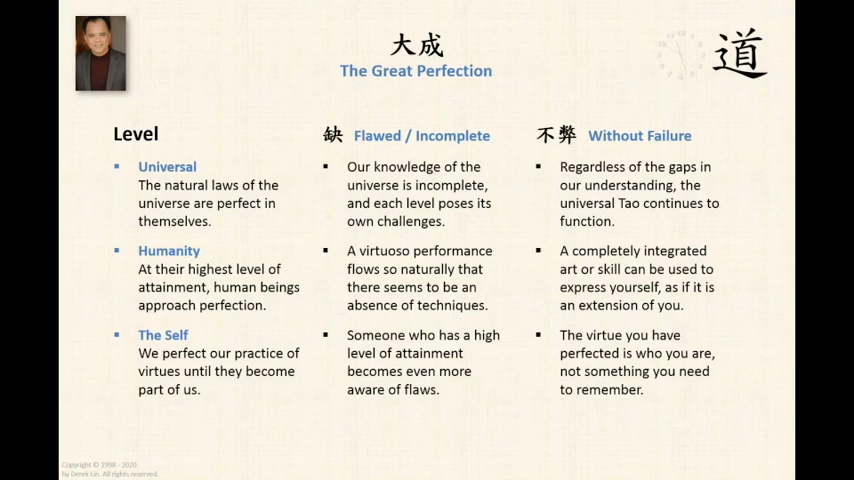 大成
The Great Perfection
道
Level
缺 Flawed / Incomplete
不弊 Without Failure
Universal
The natural laws of the
universe are perfect in
themselves.
Our knowledge of the
universe is incomplete,
and each level poses its
own challenges.
Regardless of the gaps in
our understanding, the
universal Tao continues to
function.
Humanity
At their highest level of
attainment, human beings
approach perfection.
A virtuoso performance
flows so naturally that
there seems to be an
absence of techniques.
A completely integrated
art or skill can be used to
express yourself, as if it is
an extension of you.
The Self
We perfect our practice of
virtues until they become
part of us.
Someone who has a high
level of attainment
becomes even more
aware of flaws.
The virtue you have
perfected is who you are,
not something you need
to remember.
Copyright © 1998 - 2020
by Derek Lin. All rights reserved.